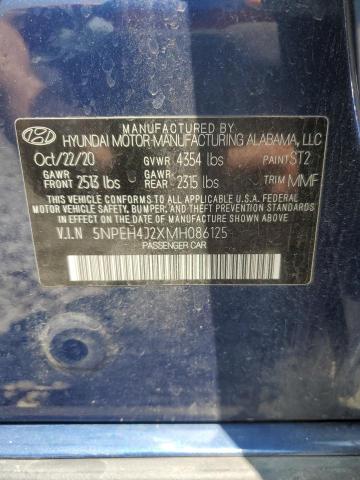 MANUFACTURED BY
HYUNDAI MOTOR MANUFACTURING ALABAMA, LLC
Oct/22/20 GVWR 4354 lbs PAINT ST2
GAWR FRONT 2513 lbs GAWR REAR 2315 lbs TRIM MMF
THIS VEHICLE CONFORMS TO ALL APPLICABLE U.S.A. FEDERAL
MOTOR VEHICLE SAFETY, BUMPER, AND THEFT PREVENTION STANDARDS
IN EFFECT ON THE DATE OF MANUFACTURE SHOWN ABOVE.
V.I.N 5NPEH4J2XMH086125
PASSENGER CAR